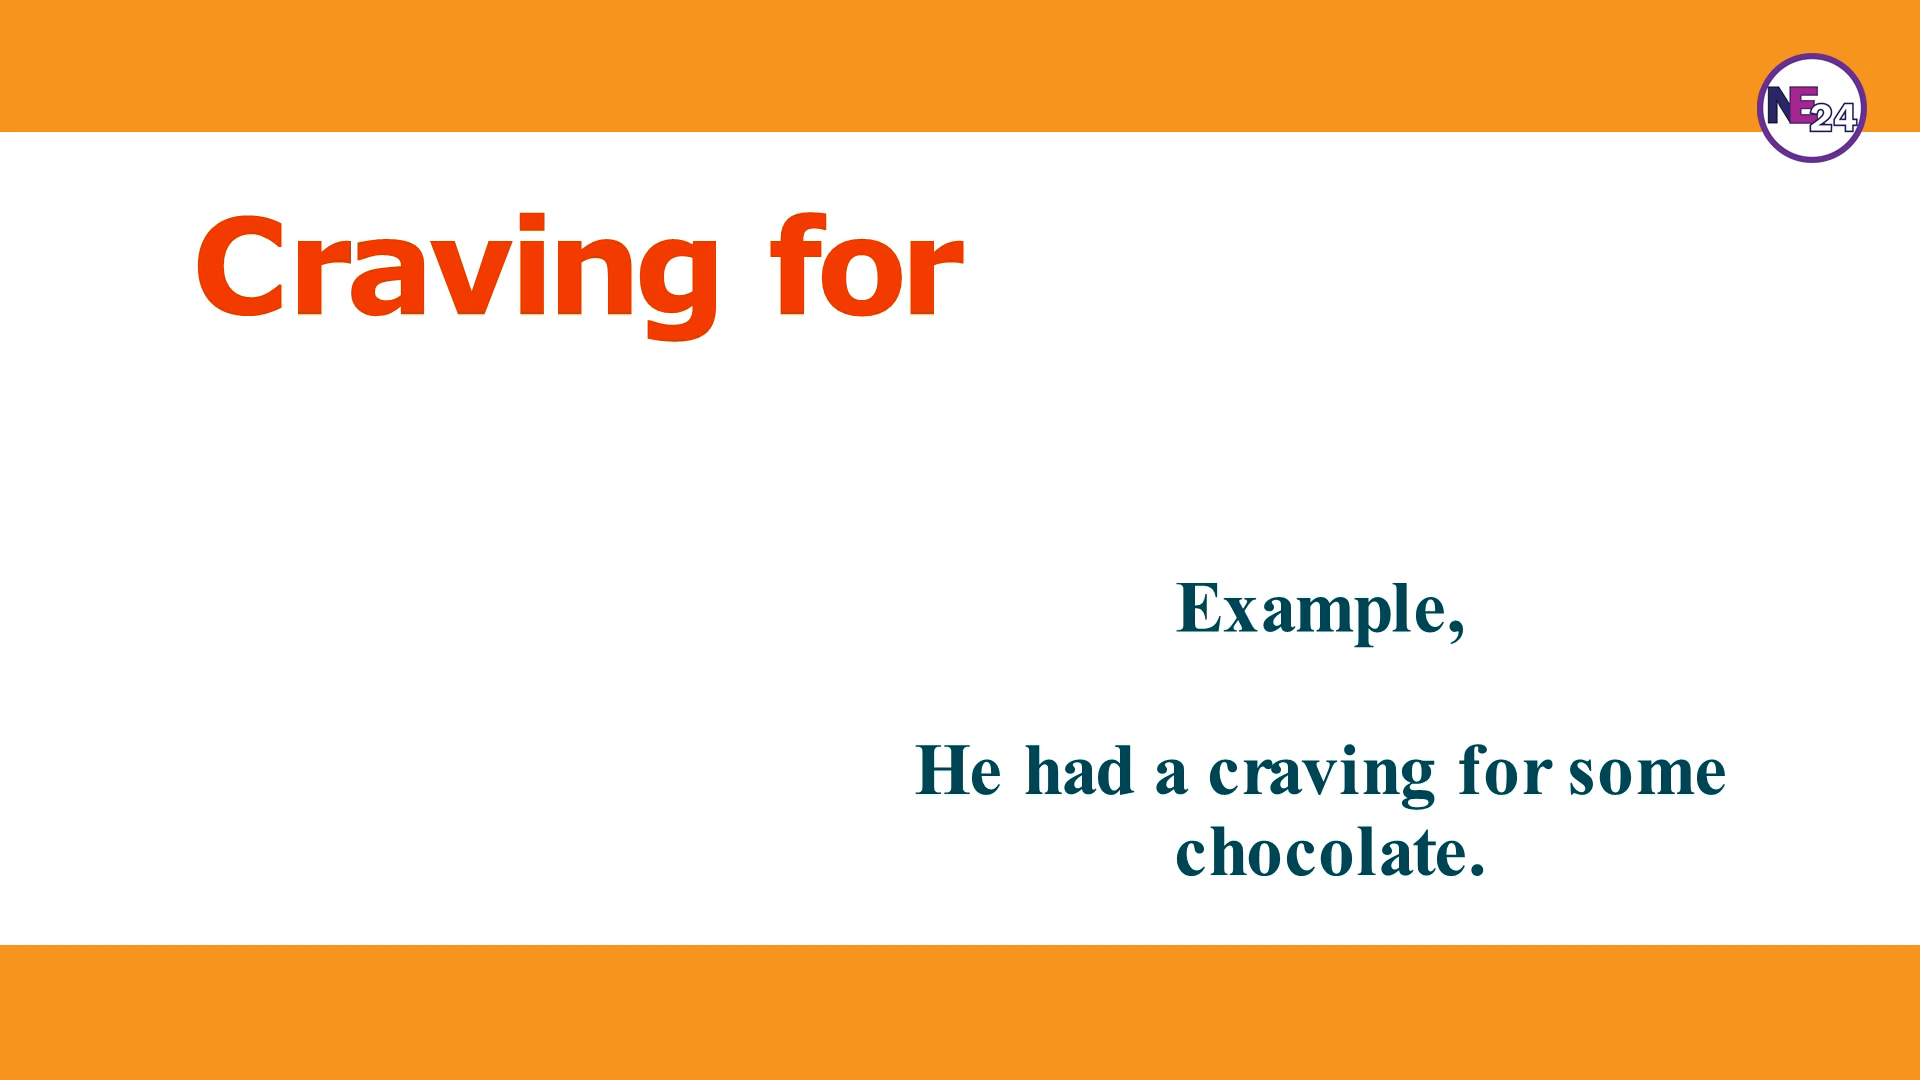 NE24
Craving for
Example,
He had a craving for some
chocolate.